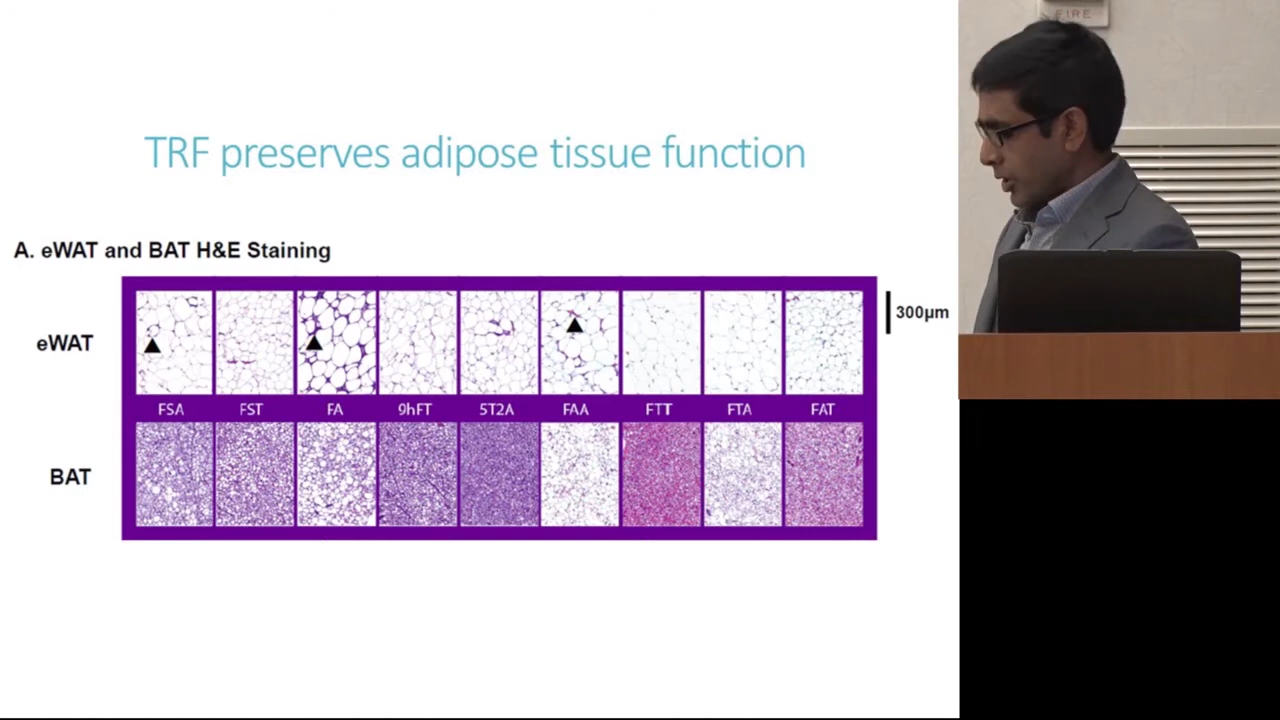 FIRE
TRF preserves adipose tissue function
A. eWAT and BAT H&E Staining
eWAT
300μm
FSA FST FA 9hFT 5T2A FAA FTT FTA FAT
BAT